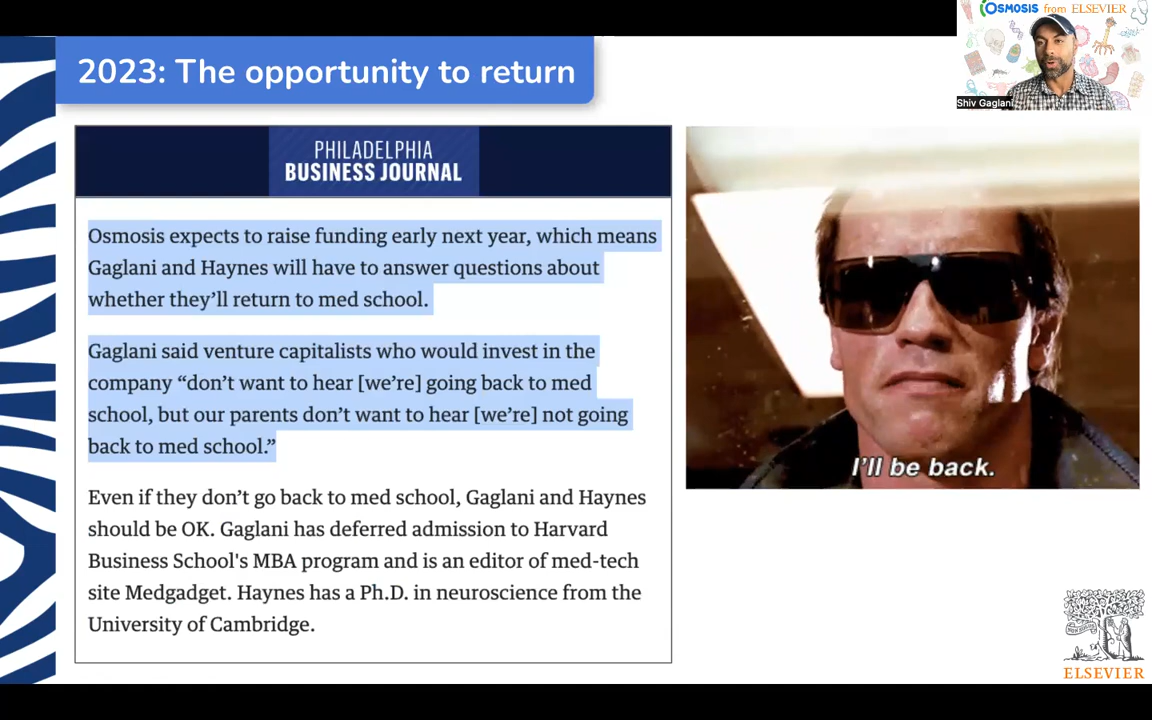 OSMOSIS from ELSEVIER
Shiv Gaglani
2023: The opportunity to return
PHILADELPHIA
BUSINESS JOURNAL
Osmosis expects to raise funding early next year, which means
Gaglani and Haynes will have to answer questions about
whether they’ll return to med school.
Gaglani said venture capitalists who would invest in the
company “don’t want to hear [we’re] going back to med
school, but our parents don’t want to hear [we’re] not going
back to med school.”
Even if they don’t go back to med school, Gaglani and Haynes
should be OK. Gaglani has deferred admission to Harvard
Business School's MBA program and is an editor of med-tech
site Medgadget. Haynes has a Ph.D. in neuroscience from the
University of Cambridge.
I'll be back.
ELSEVIER